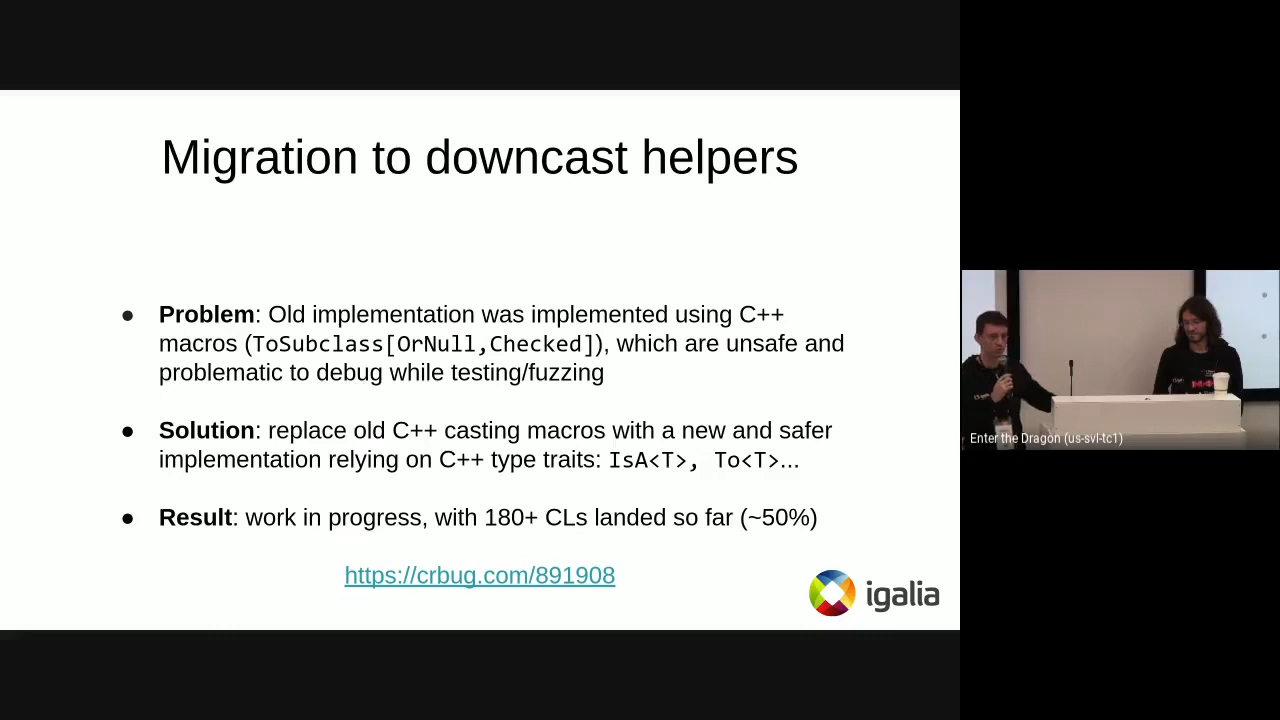 Migration to downcast helpers
● Problem: Old implementation was implemented using C++
macros (ToSubclass[OrNull,Checked]), which are unsafe and
problematic to debug while testing/fuzzing
● Solution: replace old C++ casting macros with a new and safer
implementation relying on C++ type traits: IsA<T>, To<T>...
● Result: work in progress, with 180+ CLs landed so far (~50%)
https://crbug.com/891908
igalia
Enter the Dragon (us-svl-tc1)